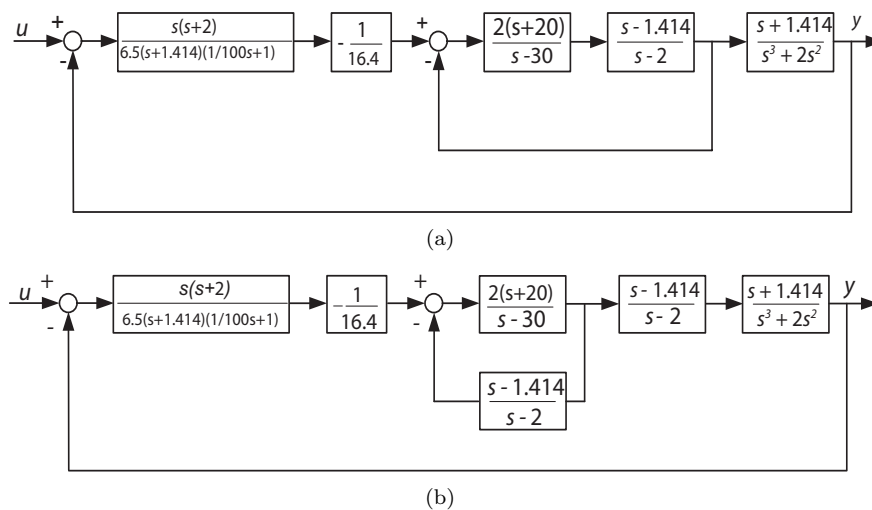 u + - s(s+2) / 6.5(s+1.414)(1/100s+1) - 1 / 16.4 + - 2(s+20) / s-30 s-1.414 / s-2 s+1.414 / s³+2s² y
(a)
u + - s(s+2) / 6.5(s+1.414)(1/100s+1) - 1 / 16.4 + - 2(s+20) / s-30 s-1.414 / s-2 s+1.414 / s³+2s² y
s-1.414 / s-2
(b)